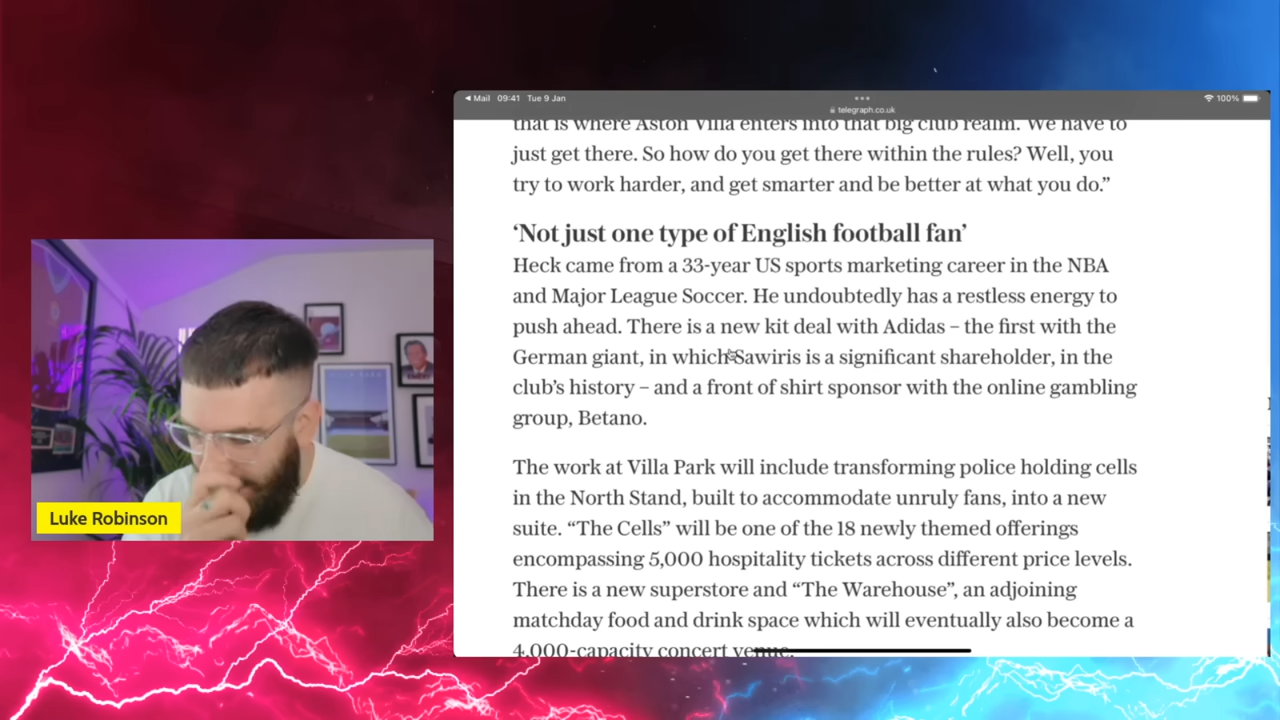 Mail 09:41 Tue 9 Jan
100%
telegraph.co.uk
that is where Aston Villa enters into that big club realm. We have to
just get there. So how do you get there within the rules? Well, you
try to work harder, and get smarter and be better at what you do.”
‘Not just one type of English football fan’
Heck came from a 33-year US sports marketing career in the NBA
and Major League Soccer. He undoubtedly has a restless energy to
push ahead. There is a new kit deal with Adidas – the first with the
German giant, in which Sawiris is a significant shareholder, in the
club’s history – and a front of shirt sponsor with the online gambling
group, Betano.
The work at Villa Park will include transforming police holding cells
in the North Stand, built to accommodate unruly fans, into a new
suite. “The Cells” will be one of the 18 newly themed offerings
encompassing 5,000 hospitality tickets across different price levels.
There is a new superstore and “The Warehouse”, an adjoining
matchday food and drink space which will eventually also become a
4,000-capacity concert venue.
Luke Robinson